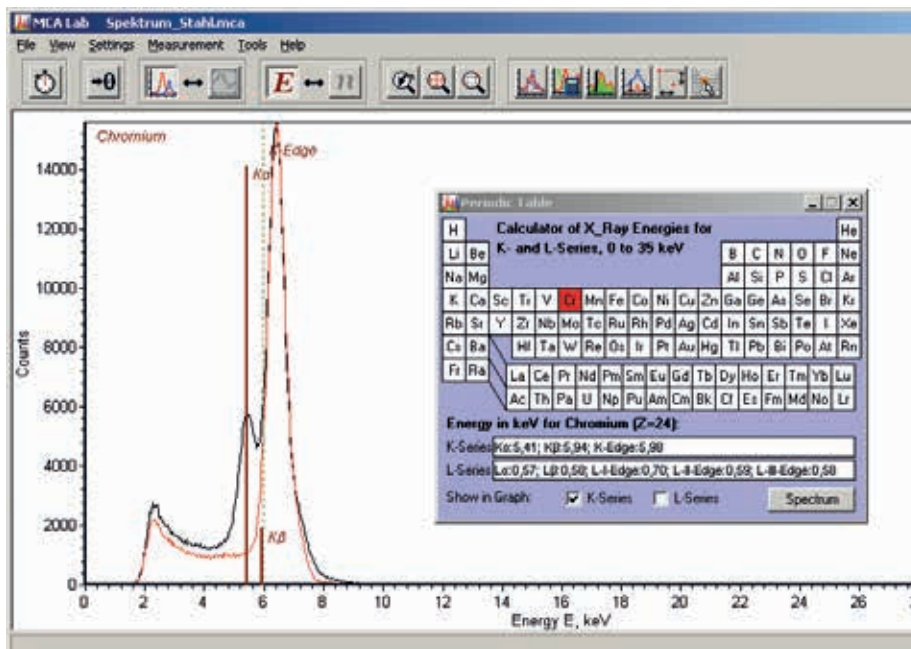 MCA Lab Spektrum_Stahl.mca
File View Settings Measurement Tools Help
→0 E ↔ n
Chromium
K-Edge
Kα
Kβ
14000
12000
10000
8000
6000
4000
2000
0
Counts
0 2 4 6 8 10 12 14 16 18 20 22 24 26
Energy E, keV
Periodic Table
Calculator of X_Ray Energies for
K- and L-Series, 0 to 35 keV
H He
Li Be B C N O F Ne
Na Mg Al Si P S Cl Ar
K Ca Sc Ti V Cr Mn Fe Co Ni Cu Zn Ga Ge As Se Br Kr
Rb Sr Y Zr Nb Mo Tc Ru Rh Pd Ag Cd In Sn Sb Te I Xe
Cs Ba Hf Ta W Re Os Ir Pt Au Hg Tl Pb Bi Po At Rn
Fr Ra
La Ce Pr Nd Pm Sm Eu Gd Tb Dy Ho Er Tm Yb Lu
Ac Th Pa U Np Pu Am Cm Bk Cf Es Fm Md No Lr
Energy in keV for Chromium (Z=24):
K-Series Kα:5,41; Kβ:5,94; K-Edge:5,98
L-Series Lα:0,57; Lβ:0,58; L-I-Edge:0,70; L-II-Edge:0,59; L-III-Edge:0,58
Show in Graph: K-Series L-Series Spectrum